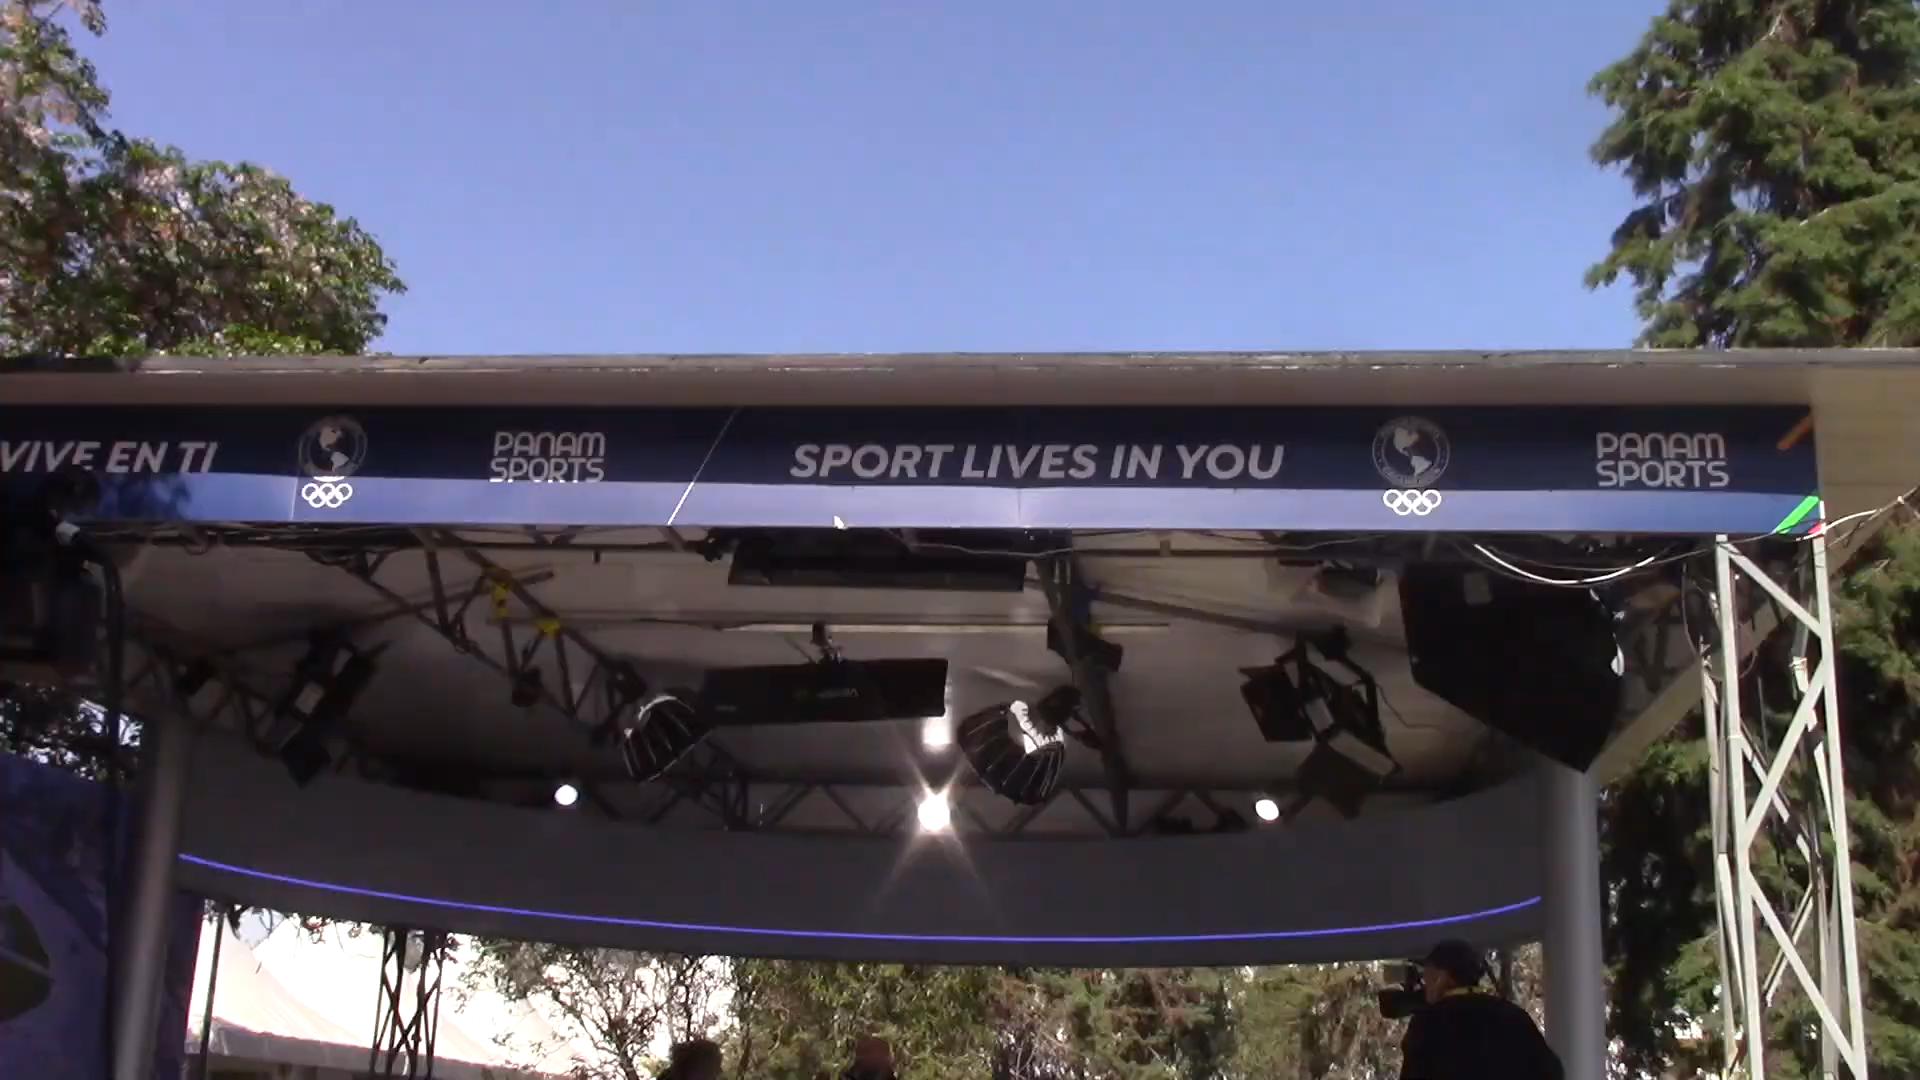 VIVE EN TI
PANAM
SPORTS
SPORT LIVES IN YOU
PANAM
SPORTS